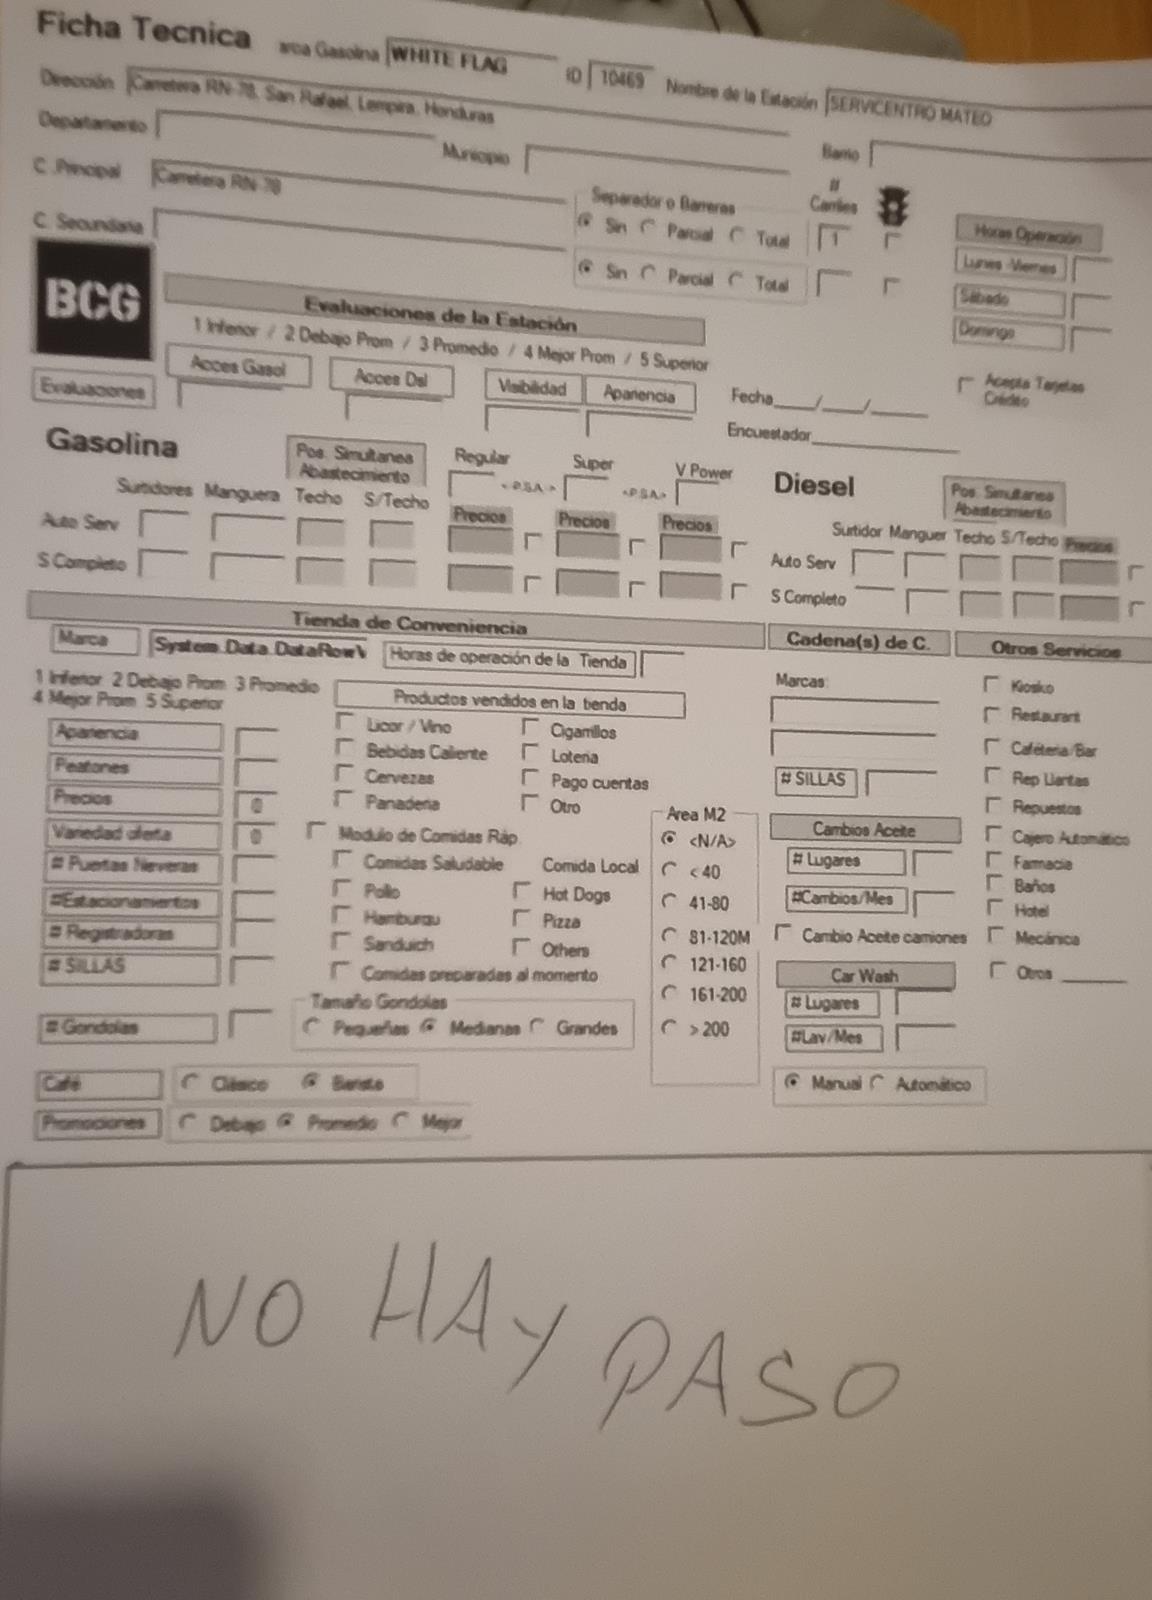 Ficha Tecnica arca Gasolina WHITE FLAG ID 10469 Nombre de la Estación SERVICENTRO MATEO
Dirección Carretera RN-78, San Rafael, Lempira, Honduras
Departamento Municipio Barrio
C. Principal Carretera RN-78 Separador o Barreras # Carriles
Sin Parcial Total 1
C. Secundaria Sin Parcial Total
Horas Operación
Lunes -Viernes
Sábado
Domingo
BCG
Evaluaciones de la Estación
1 Inferior / 2 Debajo Prom / 3 Promedio / 4 Mejor Prom / 5 Superior
Evaluaciones Acces Gasol Acces Dsl Visibilidad Apariencia
Fecha___/___/____
Encuestador__________
Acepta Tarjetas
Crédito
Gasolina Pos. Simultanea
Abastecimiento
Regular <-P.S.A.-> Super <-P.S.A.> V Power
Surtidores Manguera Techo S/Techo Precios Precios Precios
Auto Serv
S Completo
Diesel Pos. Simultanea
Abastecimiento
Surtidor Manguer Techo S/Techo Precios
Auto Serv
S Completo
Tienda de Conveniencia
Marca System.Data.DataRowV Horas de operación de la Tienda
1 Inferior 2 Debajo Prom 3 Promedio
4 Mejor Prom 5 Superior
Apariencia
Peatones
Precios 0
Variedad oferta 0
# Puertas Neveras
#Estacionamientos
# Registradoras
# SILLAS
# Gondolas
Productos vendidos en la tienda
Licor / Vino Cigarrillos
Bebidas Caliente Loteria
Cervezas Pago cuentas
Panaderia Otro
Modulo de Comidas Ráp.
Comidas Saludable Comida Local
Pollo Hot Dogs
Hamburgu Pizza
Sanduich Others
Comidas preparadas al momento
Tamaño Gondolas
Pequeñas Medianas Grandes
Area M2
<N/A>
< 40
41-80
81-120M
121-160
161-200
> 200
Café Clásico Barista
Promociones Debajo Promedio Mejor
Cadena(s) de C.
Marcas:
# SILLAS
Cambios Aceite
# Lugares
#Cambios/Mes
Cambio Aceite camiones
Car Wash
# Lugares
#Lav/Mes
Manual Automático
Otros Servicios
Kiosko
Restaurant
Cafeteria/Bar
Rep Llantas
Repuestos
Cajero Automático
Farmacia
Baños
Hotel
Mecánica
Otros ________
NO HAY PASO